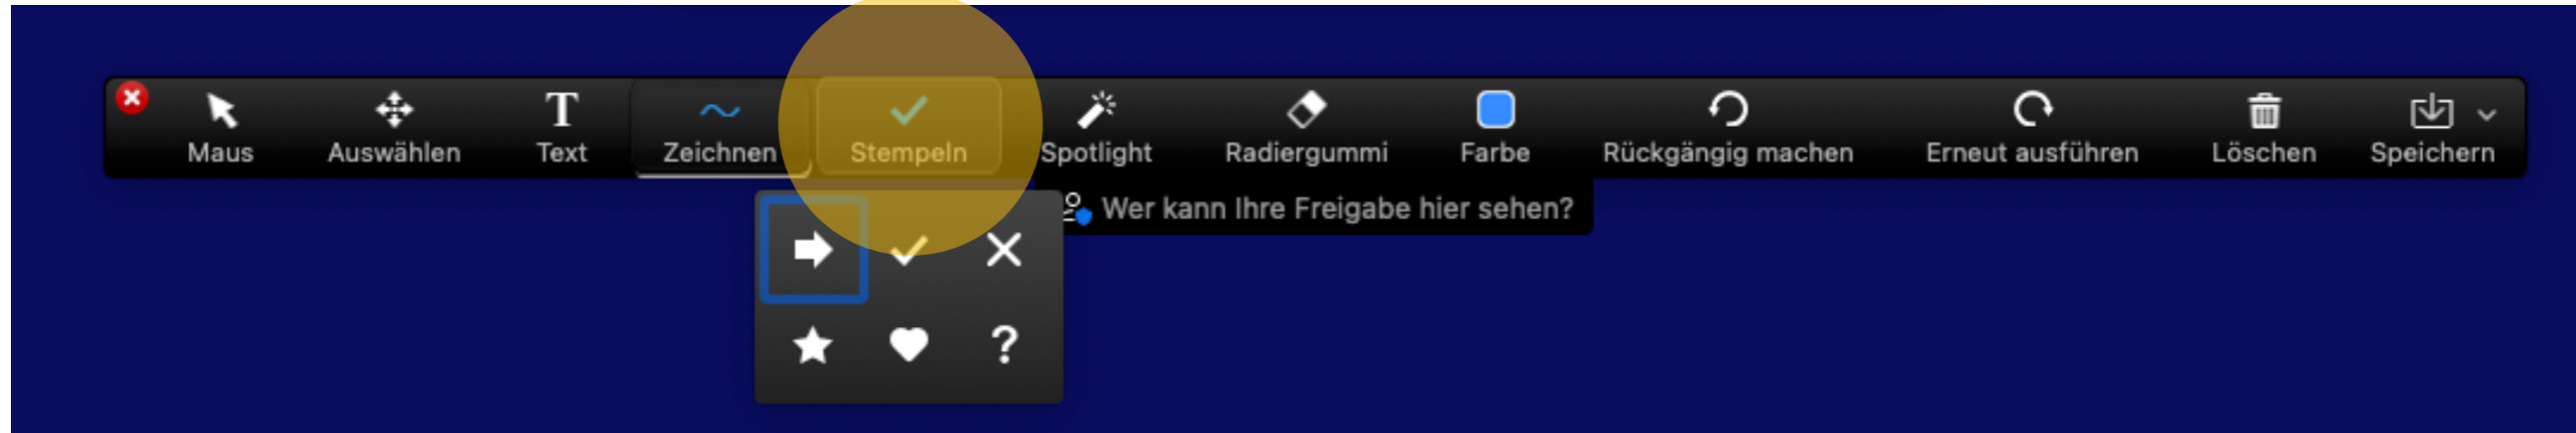 Maus Auswählen Text Zeichnen Stempeln Spotlight Radiergummi Farbe Rückgängig machen Erneut ausführen Löschen Speichern
Wer kann Ihre Freigabe hier sehen?